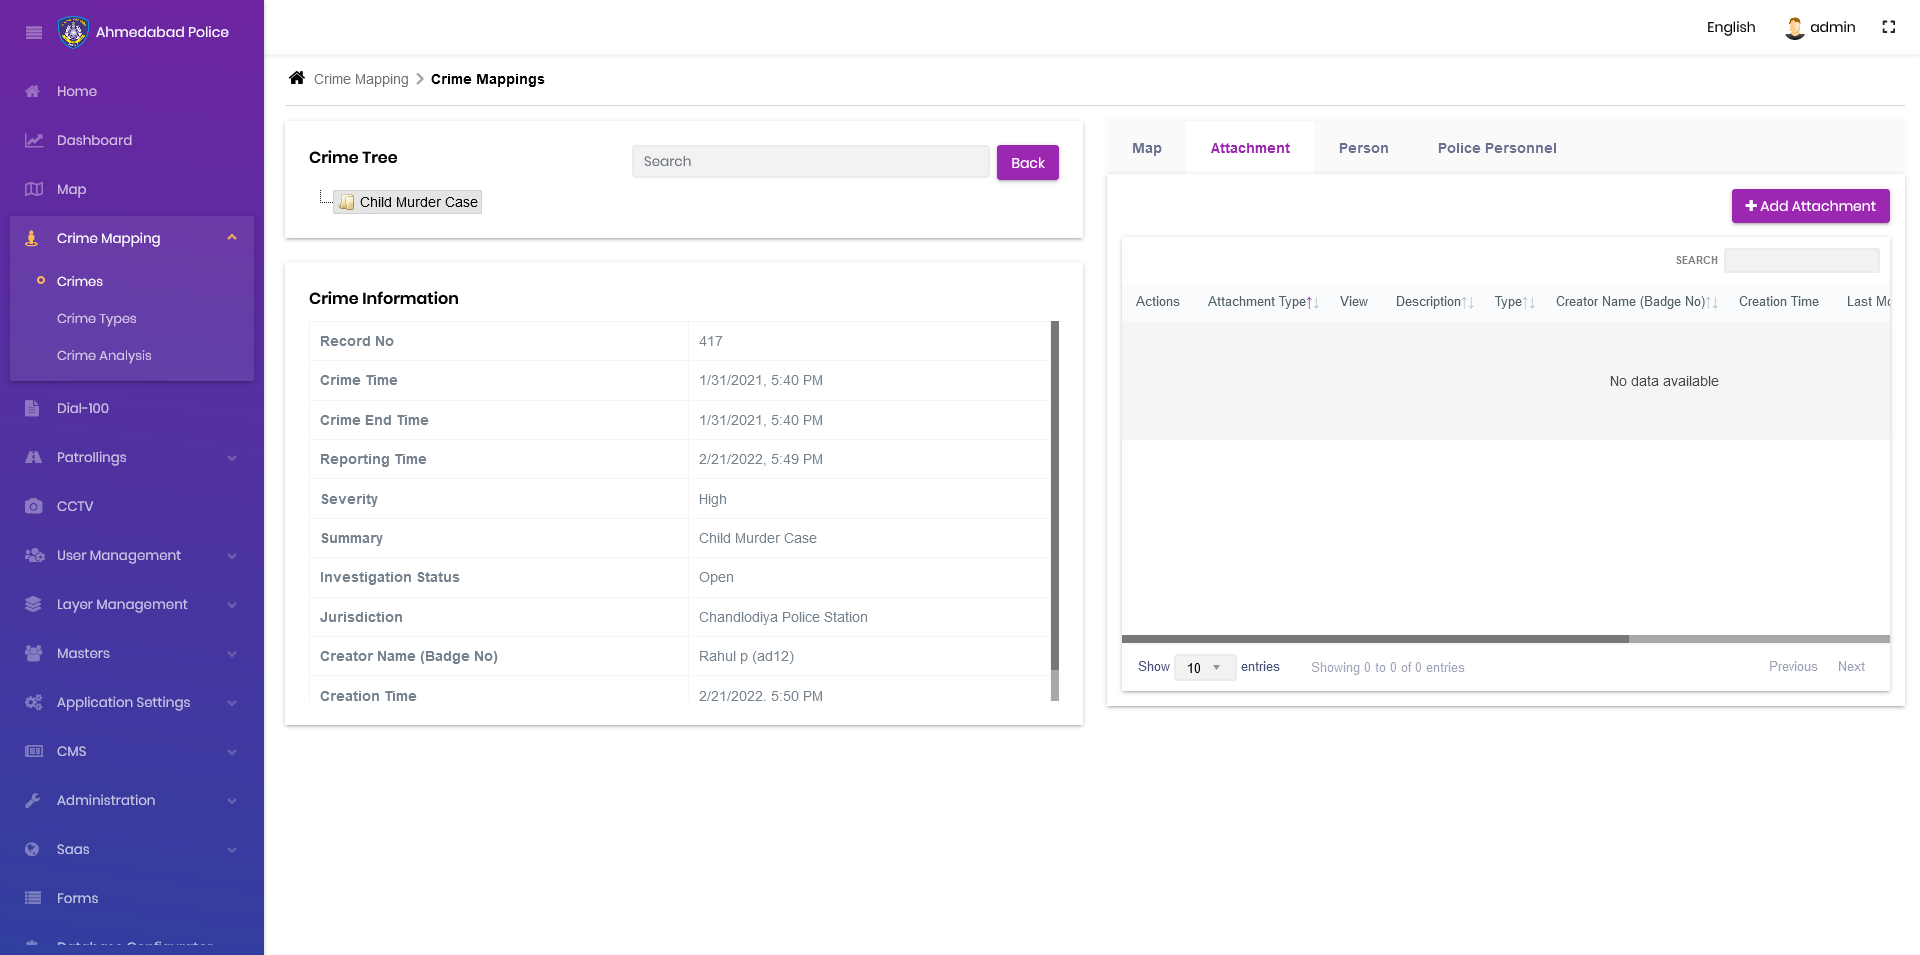 Ahmedabad Police
English
admin
Home
Dashboard
Map
Crime Mapping
Crimes
Crime Types
Crime Analysis
Dial-100
Patrollings
CCTV
User Management
Layer Management
Masters
Application Settings
CMS
Administration
Saas
Forms
Database Configurator
Crime Mapping > Crime Mappings
Crime Tree
Search
Back
Child Murder Case
Crime Information
Record No 417
Crime Time 1/31/2021, 5:40 PM
Crime End Time 1/31/2021, 5:40 PM
Reporting Time 2/21/2022, 5:49 PM
Severity High
Summary Child Murder Case
Investigation Status Open
Jurisdiction Chandlodiya Police Station
Creator Name (Badge No) Rahul p (ad12)
Creation Time 2/21/2022, 5:50 PM
Map Attachment Person Police Personnel
+ Add Attachment
SEARCH
Actions Attachment Type View Description Type Creator Name (Badge No) Creation Time Last Mo
No data available
Show 10 entries Showing 0 to 0 of 0 entries Previous Next